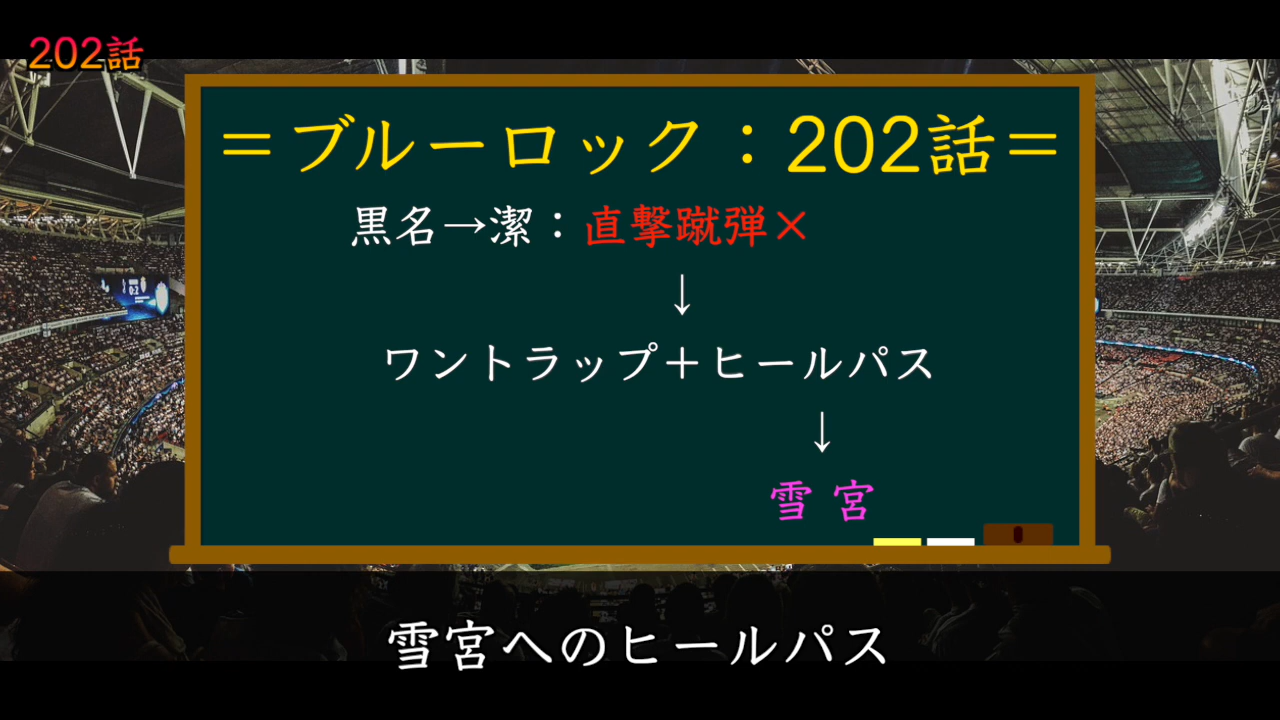 202話
＝ブルーロック：202話＝
黒名→潔：直撃蹴弾×
↓
ワントラップ＋ヒールパス
↓
雪宮
雪宮へのヒールパス